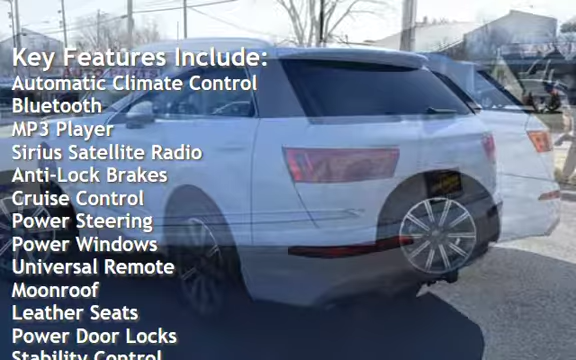 Key Features Include:
Automatic Climate Control
Bluetooth
MP3 Player
Sirius Satellite Radio
Anti-Lock Brakes
Cruise Control
Power Steering
Power Windows
Universal Remote
Moonroof
Leather Seats
Power Door Locks
Stability Control